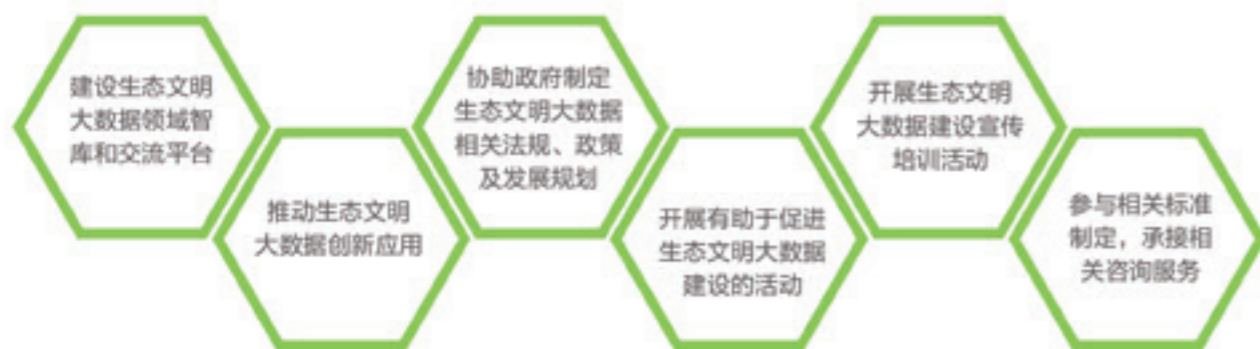 建设生态文明
大数据领域智
库和交流平台
推动生态文明
大数据创新应用
协助政府制定
生态文明大数据
相关法规、政策
及发展规划
开展有助于促进
生态文明大数据
建设的活动
开展生态文明
大数据建设宣传
培训活动
参与相关标准
制定，承接相
关咨询服务